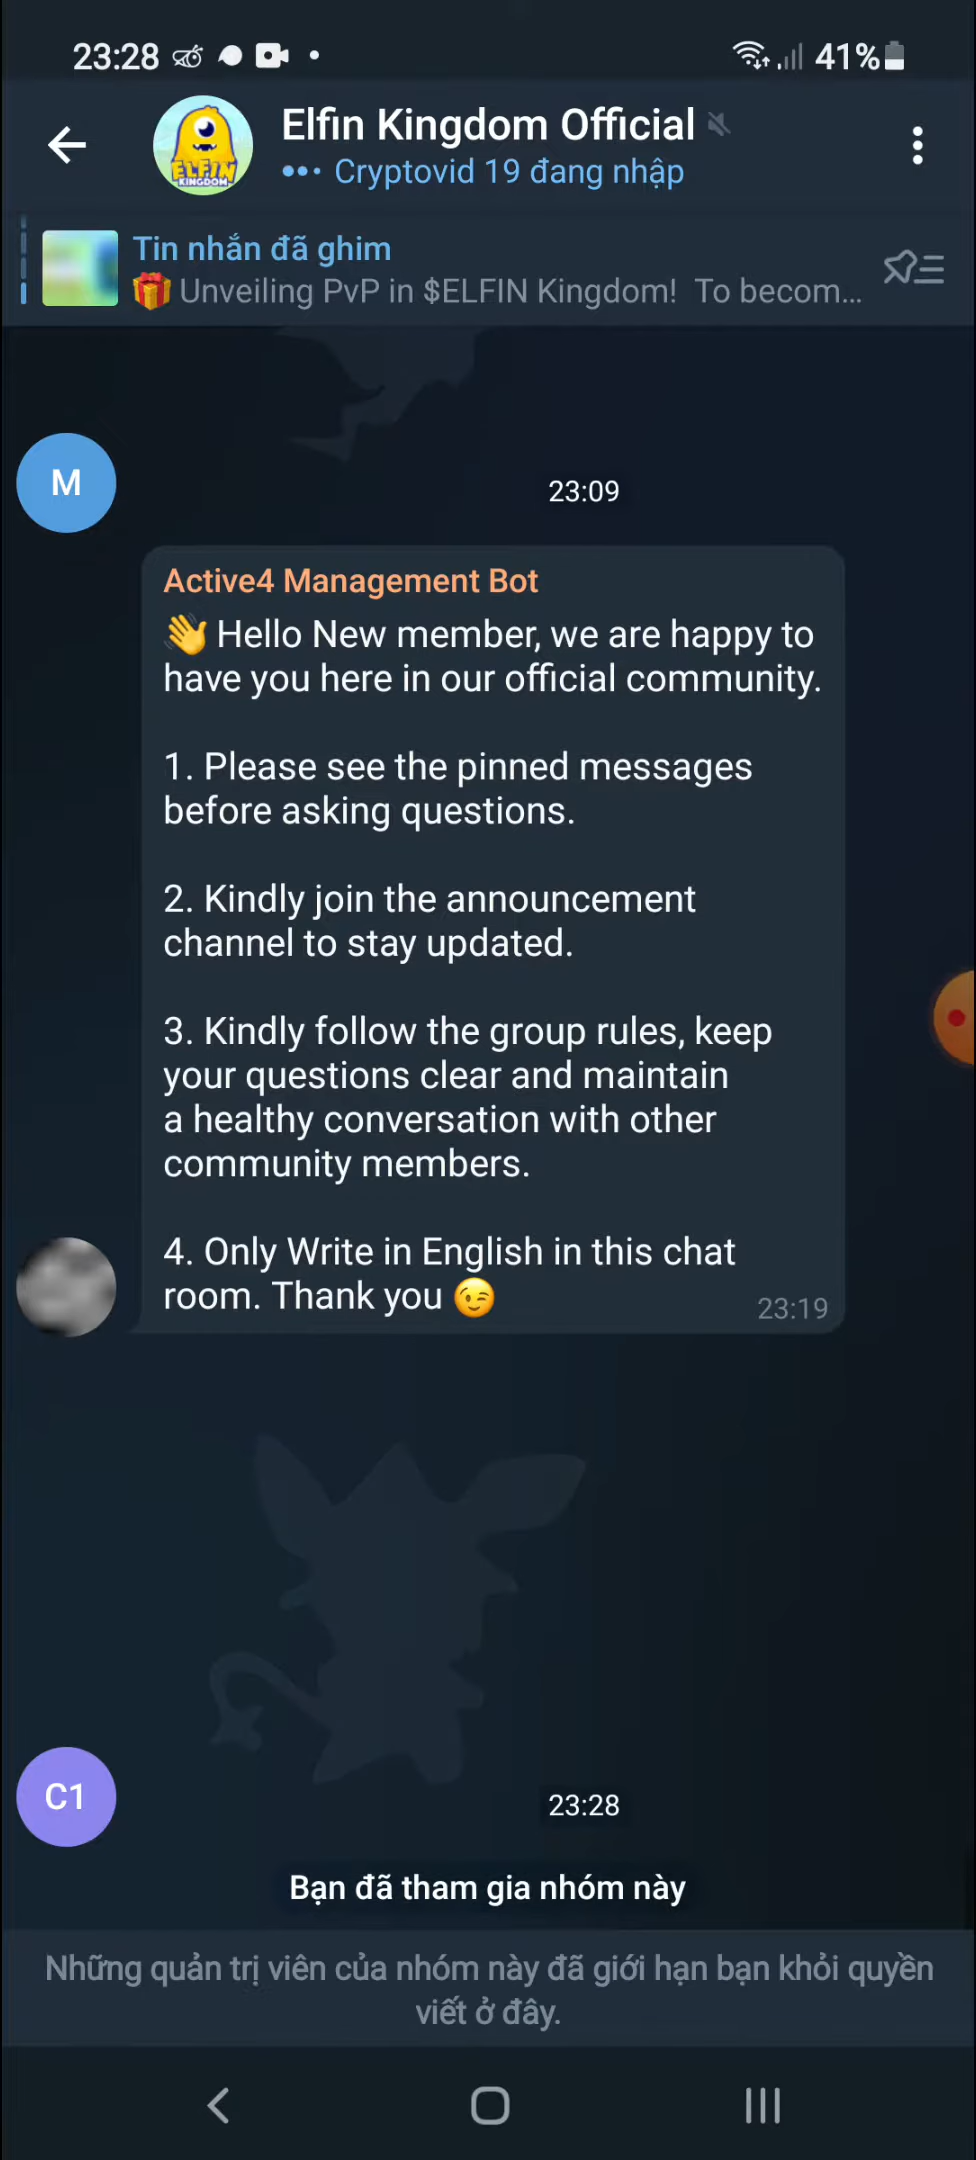 23:28
41%
Elfin Kingdom Official
Cryptovid 19 đang nhập
ELFIN
KINGDOM
Tin nhắn đã ghim
🎁 Unveiling PvP in $ELFIN Kingdom! To becom...
M
23:09
Active4 Management Bot
👋 Hello New member, we are happy to
have you here in our official community.
1. Please see the pinned messages
before asking questions.
2. Kindly join the announcement
channel to stay updated.
3. Kindly follow the group rules, keep
your questions clear and maintain
a healthy conversation with other
community members.
4. Only Write in English in this chat
room. Thank you 😉
23:19
C1
23:28
Bạn đã tham gia nhóm này
Những quản trị viên của nhóm này đã giới hạn bạn khỏi quyền
viết ở đây.